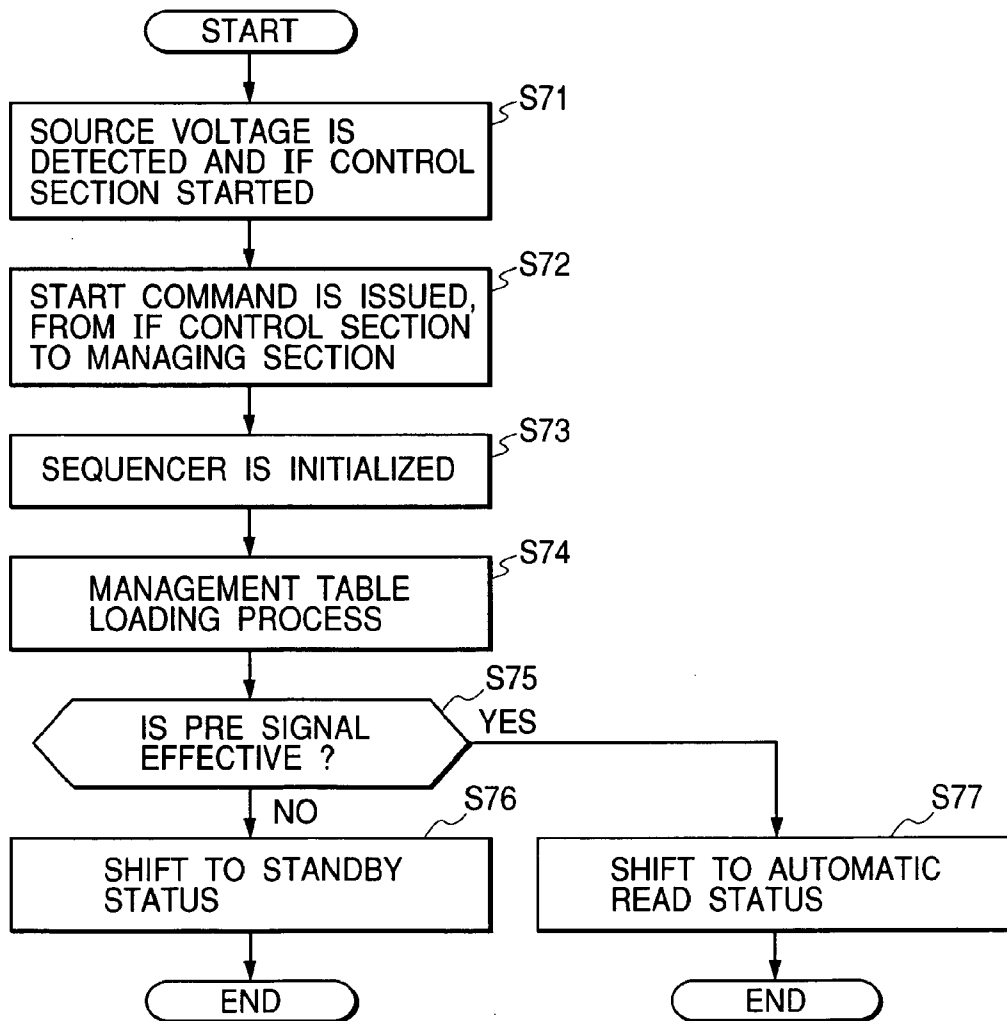 START
S71
SOURCE VOLTAGE IS
DETECTED AND IF CONTROL
SECTION STARTED
S72
START COMMAND IS ISSUED,
FROM IF CONTROL SECTION
TO MANAGING SECTION
S73
SEQUENCER IS INITIALIZED
S74
MANAGEMENT TABLE
LOADING PROCESS
S75
IS PRE SIGNAL
EFFECTIVE ?
YES
NO
S76
SHIFT TO STANDBY
STATUS
END
S77
SHIFT TO AUTOMATIC
READ STATUS
END